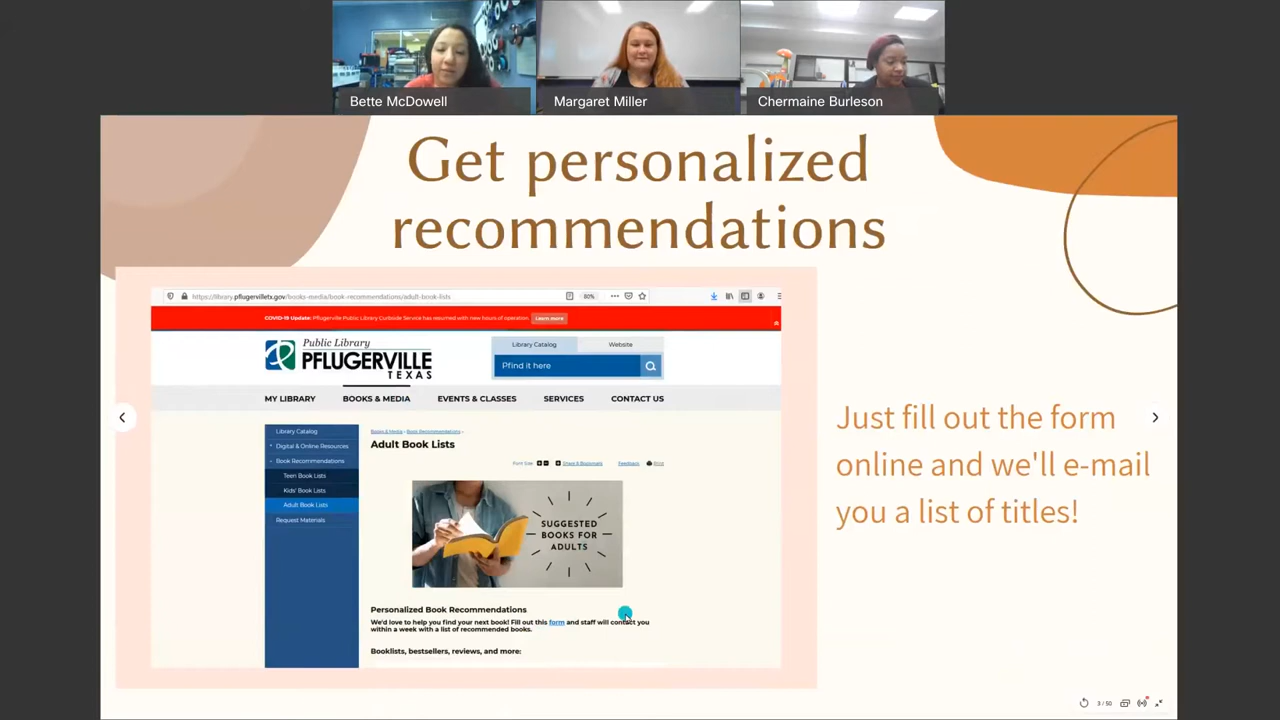 Bette McDowell
Margaret Miller
Chermaine Burleson
Get personalized
recommendations
https://library.pflugervilletx.gov/books-media/book-recommendations/adult-book-lists
80%
COVID-19 Update: Pflugerville Public Library Curbside Service has resumed with new hours of operation. Learn more
Public Library
PFLUGERVILLE
TEXAS
Library Catalog
Website
Pfind it here
MY LIBRARY
BOOKS & MEDIA
EVENTS & CLASSES
SERVICES
CONTACT US
Library Catalog
Digital & Online Resources
Book Recommendations
Teen Book Lists
Kids' Book Lists
Adult Book Lists
Request Materials
Books & Media › Book Recommendations ›
Adult Book Lists
Font Size:
Share & Bookmark
Feedback
Print
SUGGESTED
BOOKS FOR
ADULTS
Personalized Book Recommendations
We'd love to help you find your next book! Fill out this form and staff will contact you
within a week with a list of recommended books.
Booklists, bestsellers, reviews, and more:
Just fill out the form
online and we'll e-mail
you a list of titles!
3 / 50